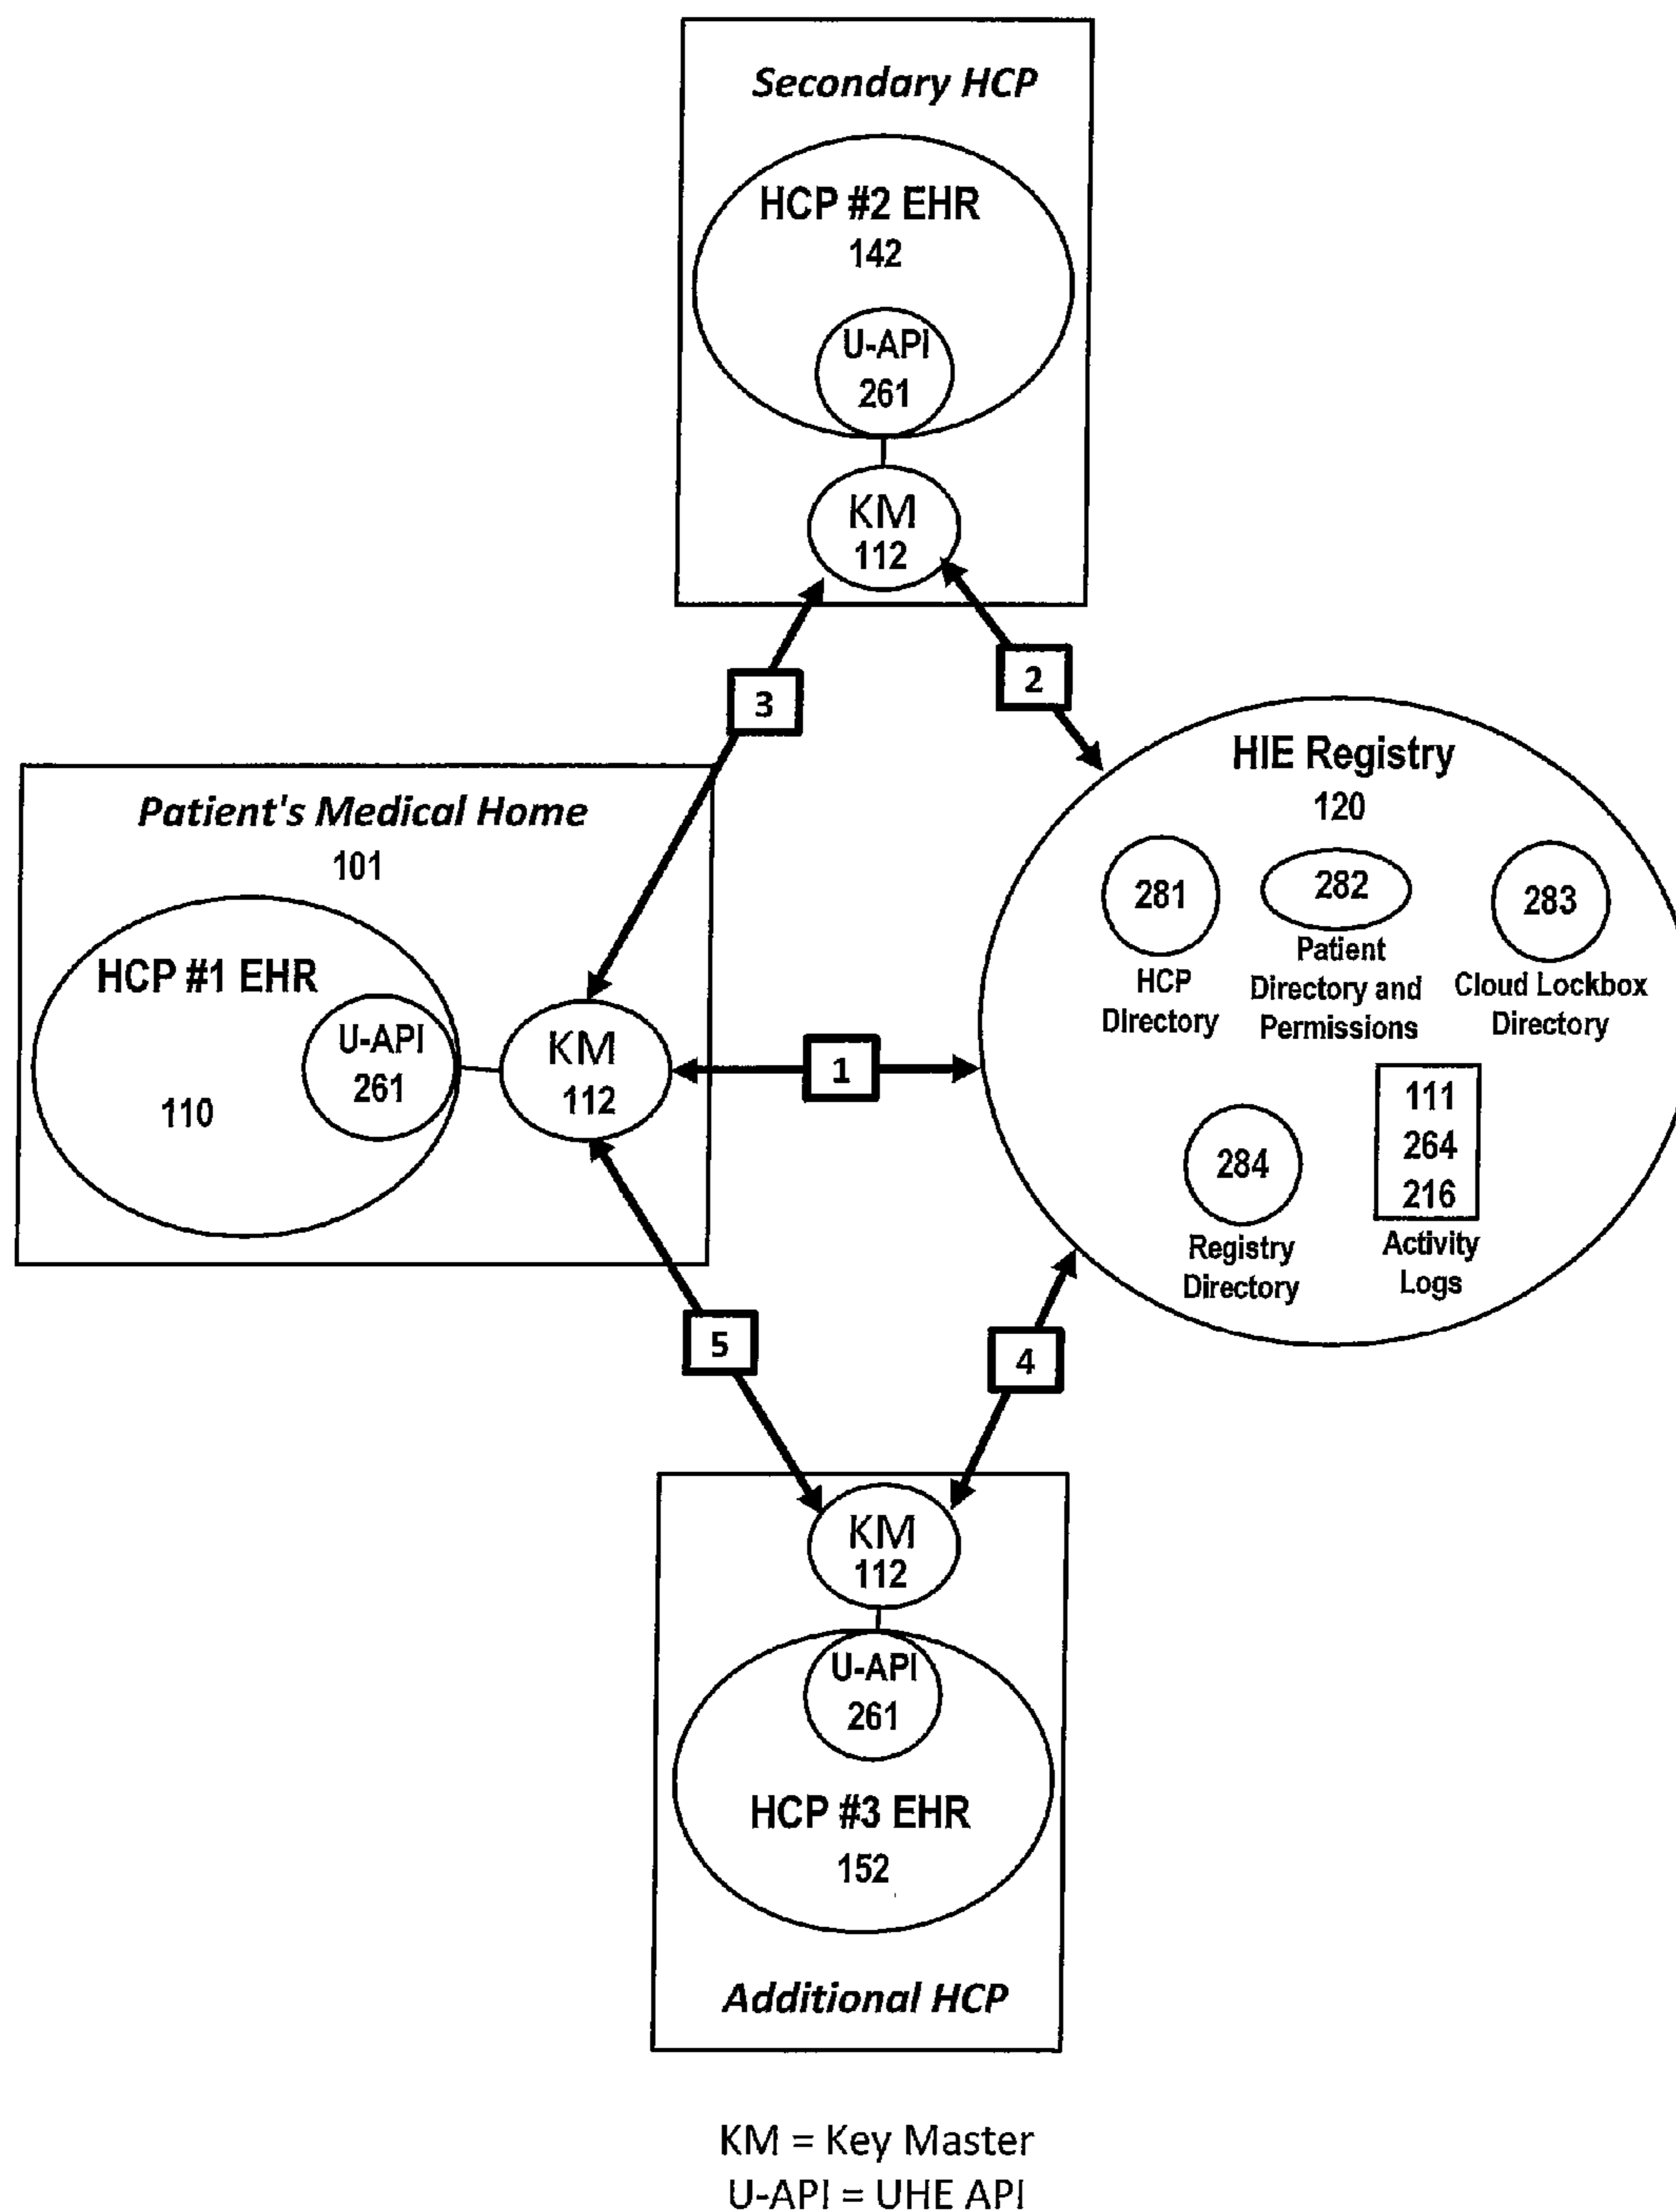 Secondary HCP
HCP #2 EHR
142
U-API
261
KM
112
3
2
Patient's Medical Home
101
HCP #1 EHR
110
U-API
261
KM
112
1
HIE Registry
120
281
HCP
Directory
282
Patient
Directory and
Permissions
283
Cloud Lockbox
Directory
284
Registry
Directory
111
264
216
Activity
Logs
5
4
KM
112
U-API
261
HCP #3 EHR
152
Additional HCP
KM = Key Master
U-API = UHE API